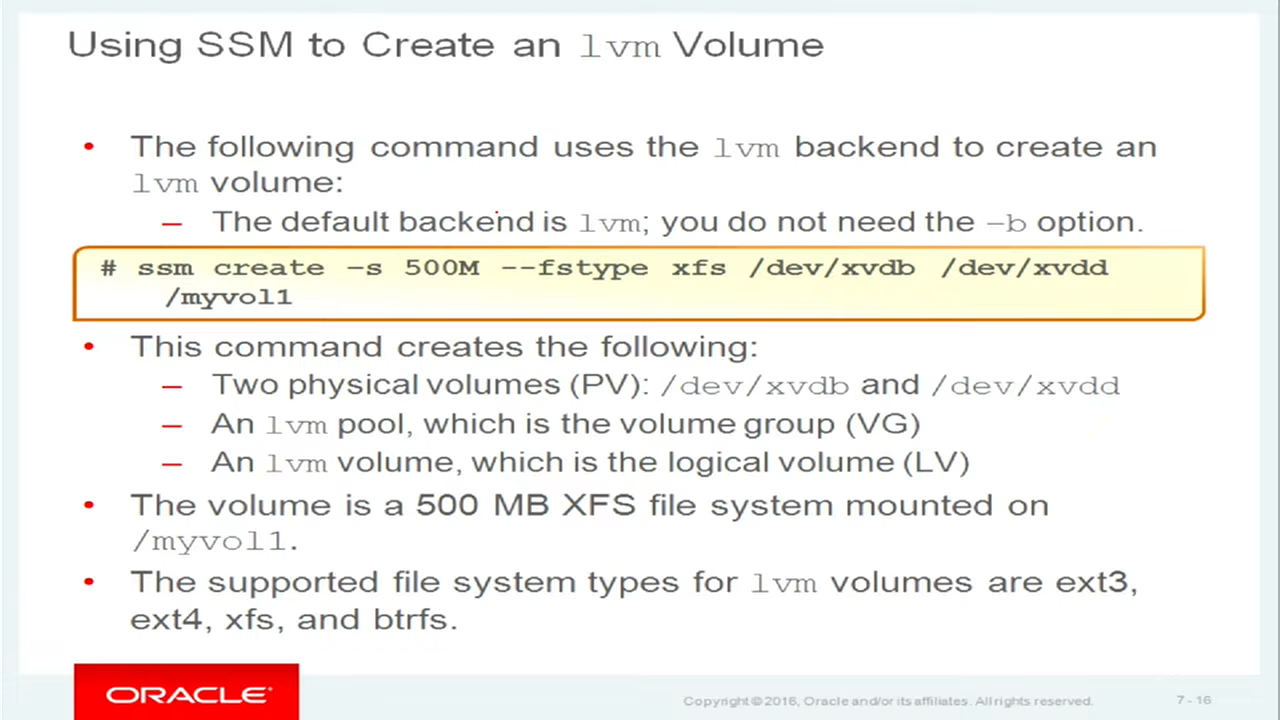 Using SSM to Create an lvm Volume
• The following command uses the lvm backend to create an
lvm volume:
– The default backend is lvm; you do not need the –b option.
# ssm create –s 500M --fstype xfs /dev/xvdb /dev/xvdd
/myvol1
• This command creates the following:
– Two physical volumes (PV): /dev/xvdb and /dev/xvdd
– An lvm pool, which is the volume group (VG)
– An lvm volume, which is the logical volume (LV)
• The volume is a 500 MB XFS file system mounted on
/myvol1.
• The supported file system types for lvm volumes are ext3,
ext4, xfs, and btrfs.
ORACLE®
Copyright © 2016, Oracle and/or its affiliates. All rights reserved.
7 - 16